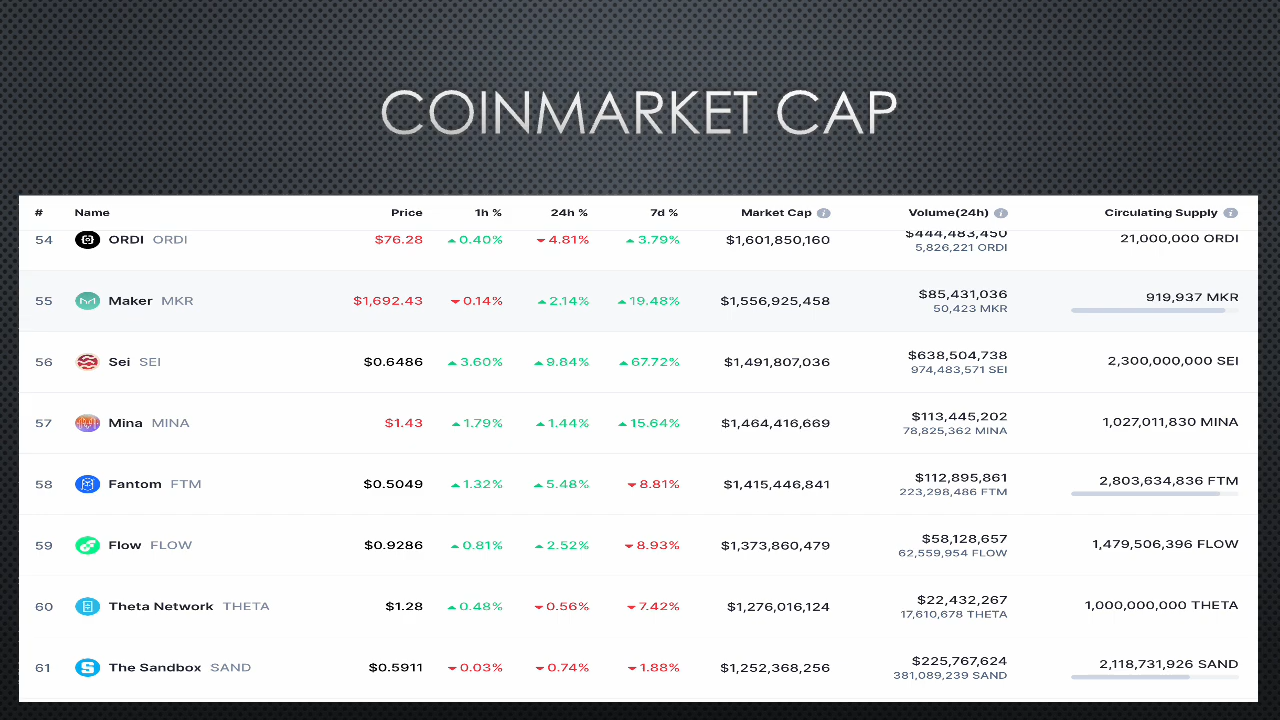 COINMARKET CAP
# Name Price 1h % 24h % 7d % Market Cap Volume(24h) Circulating Supply
54 ORDI ORDI $76.28 0.40% 4.81% 3.79% $1,601,850,160 $444,483,450 21,000,000 ORDI
5,826,221 ORDI
55 Maker MKR $1,692.43 0.14% 2.14% 19.48% $1,556,925,458 $85,431,036 919,937 MKR
50,423 MKR
56 Sei SEI $0.6486 3.60% 9.84% 67.72% $1,491,807,036 $638,504,738 2,300,000,000 SEI
974,483,571 SEI
57 Mina MINA $1.43 1.79% 1.44% 15.64% $1,464,416,669 $113,445,202 1,027,011,830 MINA
78,825,362 MINA
58 Fantom FTM $0.5049 1.32% 5.48% 8.81% $1,415,446,841 $112,895,861 2,803,634,836 FTM
223,298,486 FTM
59 Flow FLOW $0.9286 0.81% 2.52% 8.93% $1,373,860,479 $58,128,657 1,479,506,396 FLOW
62,559,954 FLOW
60 Theta Network THETA $1.28 0.48% 0.56% 7.42% $1,276,016,124 $22,432,267 1,000,000,000 THETA
17,610,678 THETA
61 The Sandbox SAND $0.5911 0.03% 0.74% 1.88% $1,252,368,256 $225,767,624 2,118,731,926 SAND
381,089,239 SAND